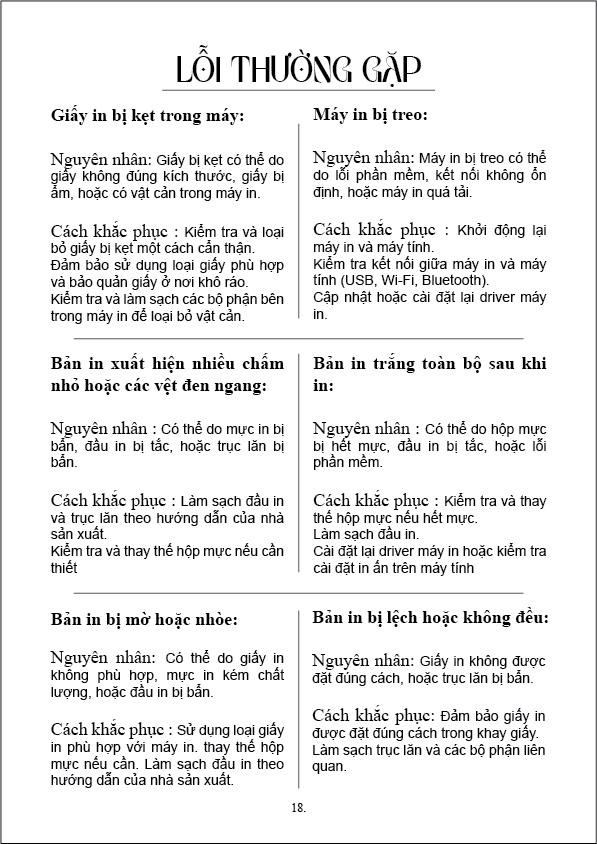 LỖI THƯỜNG GẶP
Giấy in bị kẹt trong máy:
Nguyên nhân: Giấy bị kẹt có thể do
giấy không đúng kích thước, giấy bị
ẩm, hoặc có vật cản trong máy in.
Cách khắc phục : Kiểm tra và loại
bỏ giấy bị kẹt một cách cẩn thận.
Đảm bảo sử dụng loại giấy phù hợp
và bảo quản giấy ở nơi khô ráo.
Kiểm tra và làm sạch các bộ phận bên
trong máy in để loại bỏ vật cản.
Máy in bị treo:
Nguyên nhân: Máy in bị treo có thể
do lỗi phần mềm, kết nối không ổn
định, hoặc máy in quá tải.
Cách khắc phục : Khởi động lại
máy in và máy tính.
Kiểm tra kết nối giữa máy in và máy
tính (USB, Wi-Fi, Bluetooth).
Cập nhật hoặc cài đặt lại driver máy
in.
Bản in xuất hiện nhiều chấm
nhỏ hoặc các vệt đen ngang:
Nguyên nhân : Có thể do mực in bị
bẩn, đầu in bị tắc, hoặc trục lăn bị
bẩn.
Cách khắc phục : Làm sạch đầu in
và trục lăn theo hướng dẫn của nhà
sản xuất.
Kiểm tra và thay thế hộp mực nếu cần
thiết
Bản in trắng toàn bộ sau khi
in:
Nguyên nhân : Có thể do hộp mực
bị hết mực, đầu in bị tắc, hoặc lỗi
phần mềm.
Cách khắc phục : Kiểm tra và thay
thế hộp mực nếu hết mực.
Làm sạch đầu in.
Cài đặt lại driver máy in hoặc kiểm tra
cài đặt in ấn trên máy tính
Bản in bị mờ hoặc nhòe:
Nguyên nhân: Có thể do giấy in
không phù hợp, mực in kém chất
lượng, hoặc đầu in bị bẩn.
Cách khắc phục : Sử dụng loại giấy
in phù hợp với máy in. thay thế hộp
mực nếu cần. Làm sạch đầu in theo
hướng dẫn của nhà sản xuất.
Bản in bị lệch hoặc không đều:
Nguyên nhân: Giấy in không được
đặt đúng cách, hoặc trục lăn bị bẩn.
Cách khắc phục: Đảm bảo giấy in
được đặt đúng cách trong khay giấy.
Làm sạch trục lăn và các bộ phận liên
quan.
18.